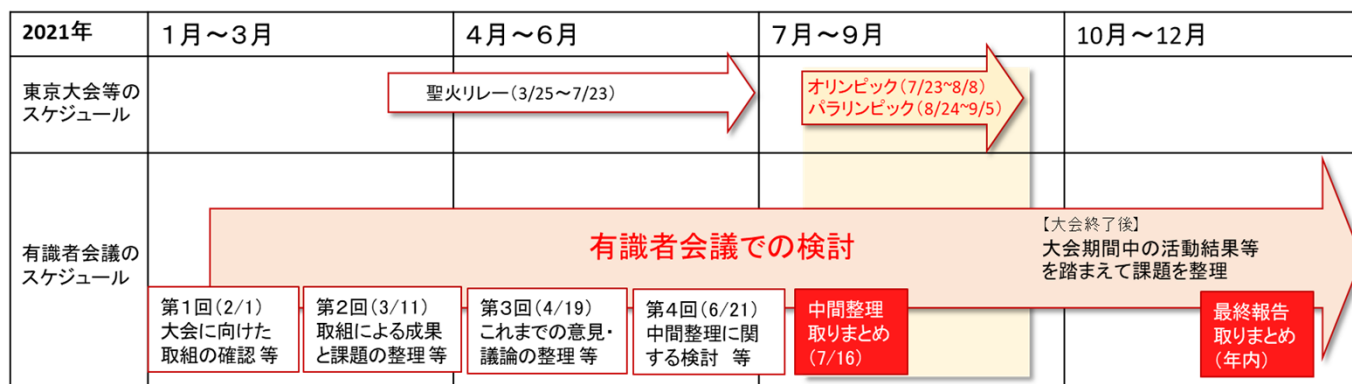 2021年
1月～3月
4月～6月
7月～9月
10月～12月
東京大会等の
スケジュール
聖火リレー(3/25～7/23)
オリンピック(7/23~8/8)
パラリンピック(8/24~9/5)
有識者会議の
スケジュール
有識者会議での検討
【大会終了後】
大会期間中の活動結果等
を踏まえて課題を整理
第1回(2/1)
大会に向けた
取組の確認 等
第2回(3/11)
取組による成果
と課題の整理 等
第3回(4/19)
これまでの意見・
議論の整理 等
第4回(6/21)
中間整理に関
する検討 等
中間整理
取りまとめ
(7/16)
最終報告
取りまとめ
(年内)